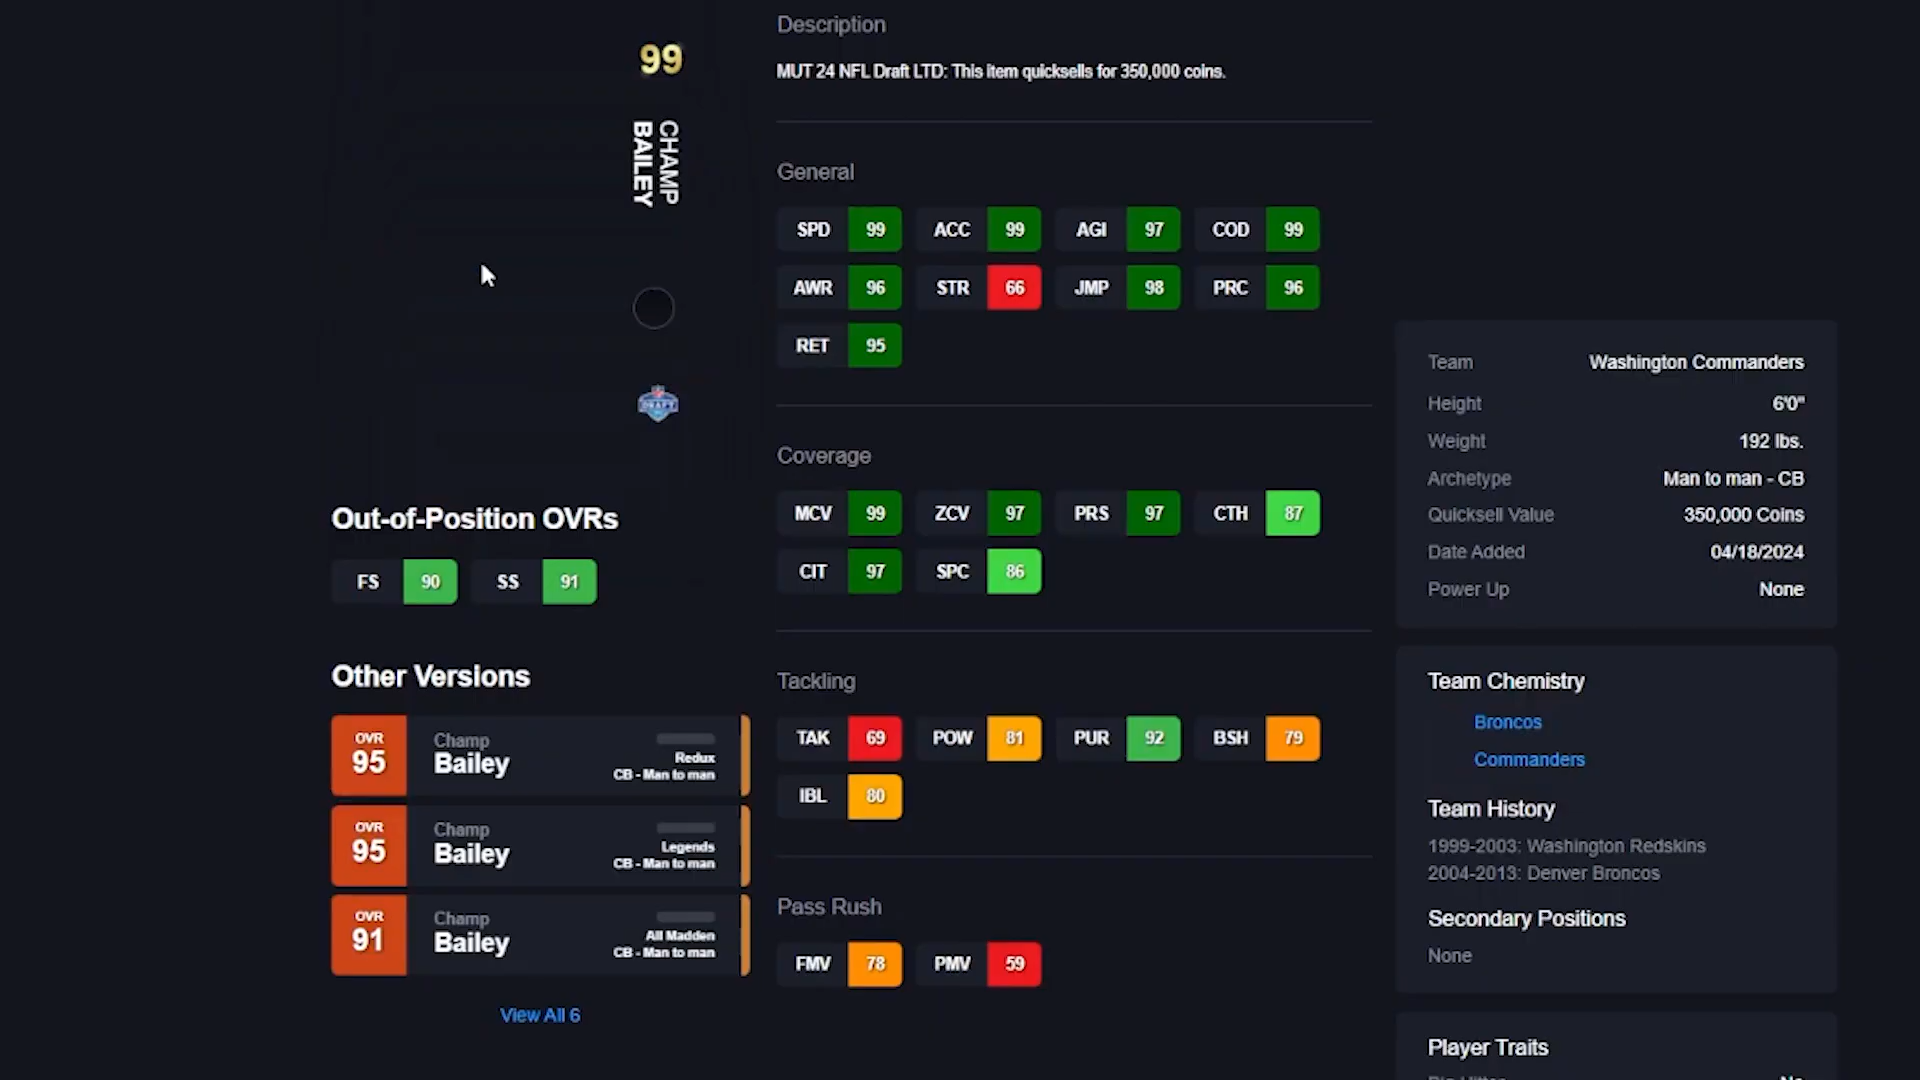 99
CHAMP
BAILEY
DRAFT
Out-of-Position OVRs
FS 90 SS 91
Other Versions
OVR 95 Champ Bailey Redux CB - Man to man
OVR 95 Champ Bailey Legends CB - Man to man
OVR 91 Champ Bailey All Madden CB - Man to man
View All 6
Description
MUT 24 NFL Draft LTD: This item quicksells for 350,000 coins.
General
SPD 99 ACC 99 AGI 97 COD 99
AWR 96 STR 66 JMP 98 PRC 96
RET 95
Coverage
MCV 99 ZCV 97 PRS 97 CTH 87
CIT 97 SPC 86
Tackling
TAK 69 POW 81 PUR 92 BSH 79
IBL 80
Pass Rush
FMV 78 PMV 59
Team Washington Commanders
Height 6'0"
Weight 192 lbs.
Archetype Man to man - CB
Quicksell Value 350,000 Coins
Date Added 04/18/2024
Power Up None
Team Chemistry
Broncos
Commanders
Team History
1999-2003: Washington Redskins
2004-2013: Denver Broncos
Secondary Positions
None
Player Traits